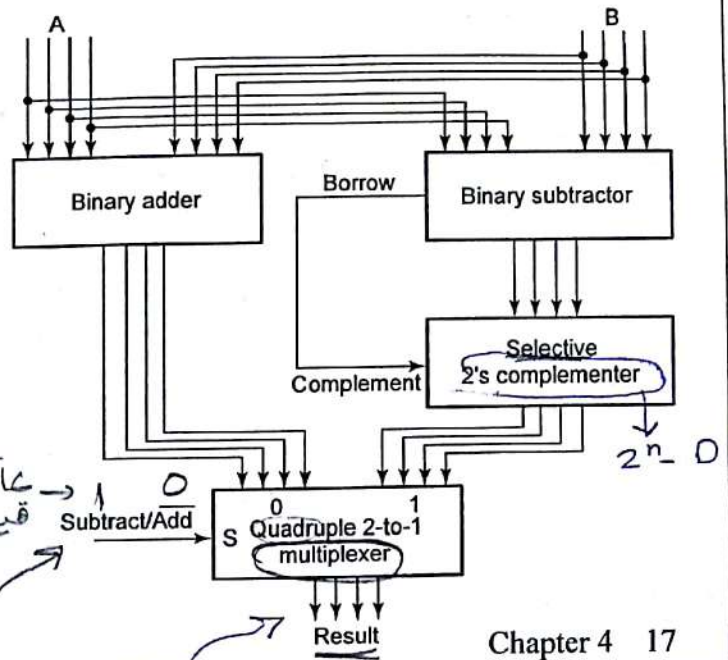 A B
Binary adder
Borrow
Binary subtractor
Selective
2's complementer
Complement
2ⁿ - D
→ 1 0
0 1
Subtract/Add
S Quadruple 2-to-1
multiplexer
Result
Chapter 4 17